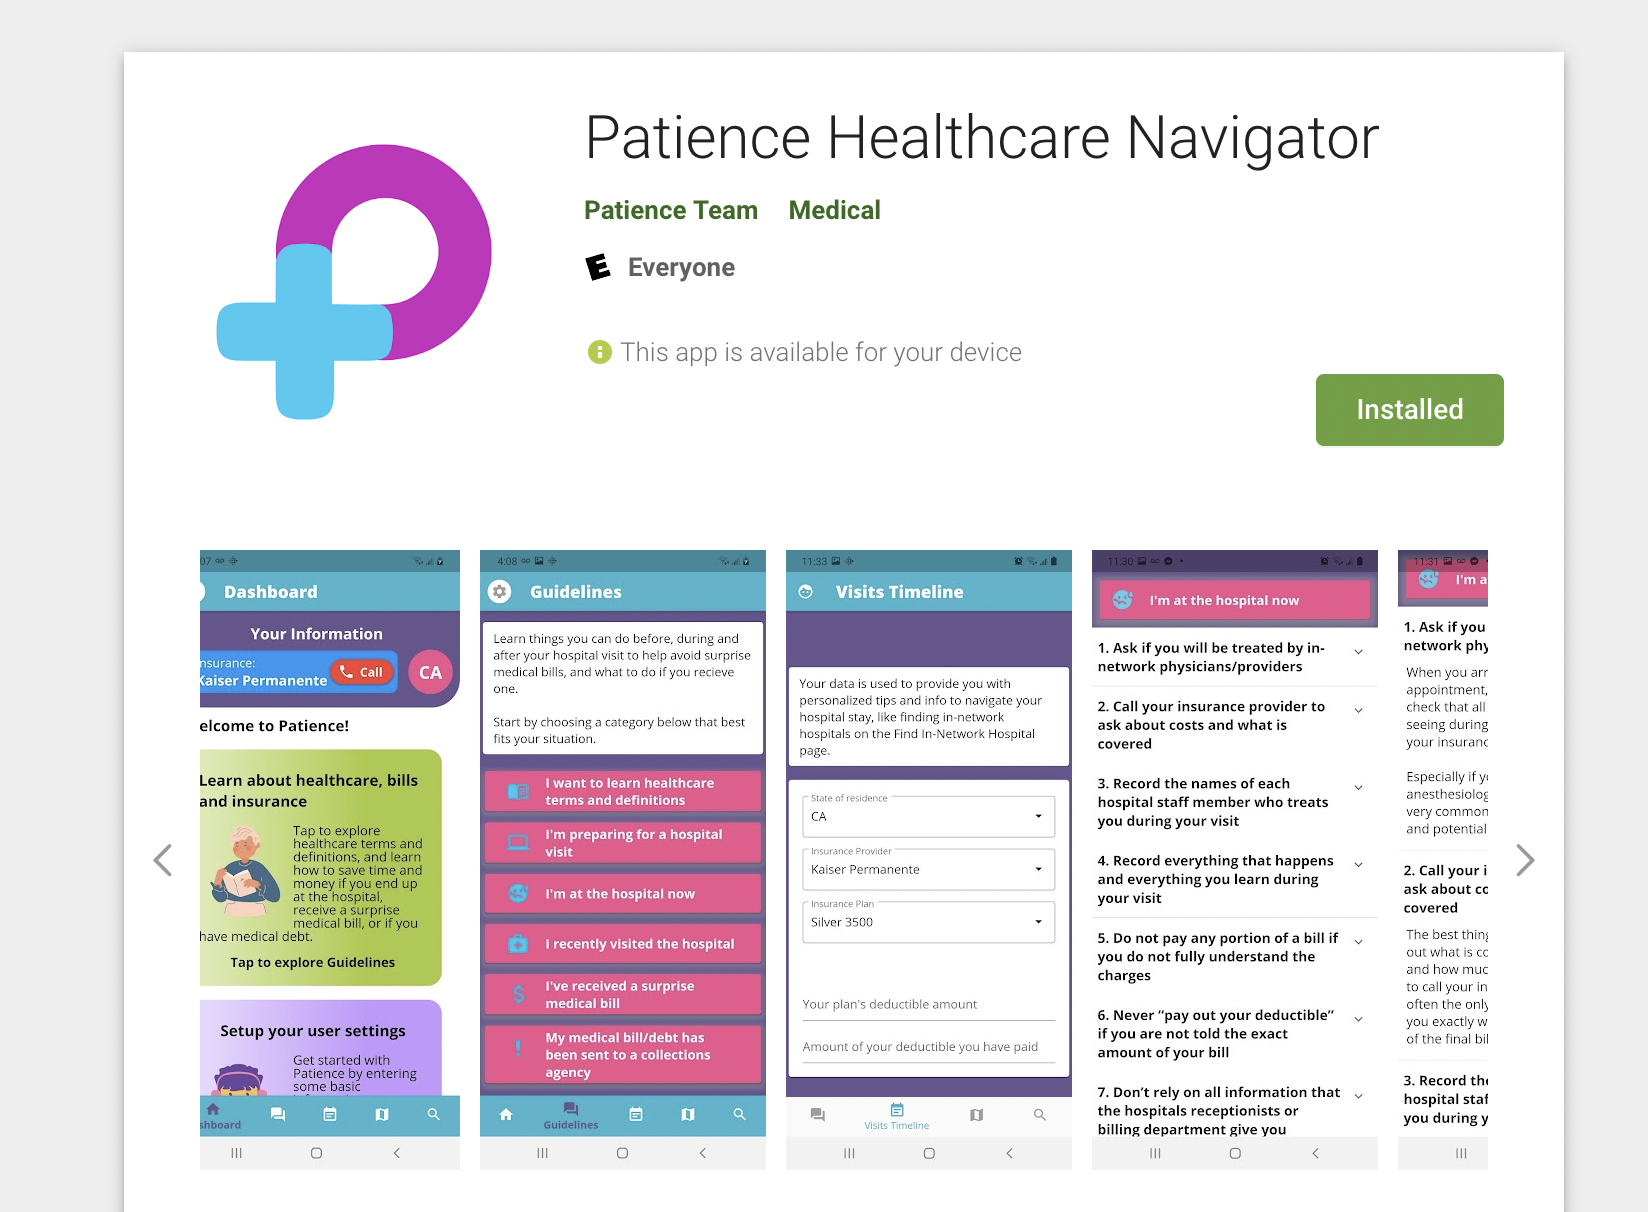 Patience Healthcare Navigator
Patience Team Medical
E Everyone
This app is available for your device
Installed
07
Dashboard
Your Information
nsurance:
Kaiser Permanente
Call
CA
elcome to Patience!
Learn about healthcare, bills
and insurance
Tap to explore
healthcare terms and
definitions, and learn
how to save time and
money if you end up
at the hospital,
receive a surprise
medical bill, or if you
have medical debt.
Tap to explore Guidelines
Setup your user settings
Get started with
Patience by entering
some basic
shboard
4:08
Guidelines
Learn things you can do before, during and
after your hospital visit to help avoid surprise
medical bills, and what to do if you recieve
one.
Start by choosing a category below that best
fits your situation.
I want to learn healthcare
terms and definitions
I'm preparing for a hospital
visit
I'm at the hospital now
I recently visited the hospital
$
I've received a surprise
medical bill
!
My medical bill/debt has
been sent to a collections
agency
Guidelines
11:33
Visits Timeline
Your data is used to provide you with
personalized tips and info to navigate your
hospital stay, like finding in-network
hospitals on the Find In-Network Hospital
page.
State of residence
CA
Insurance Provider
Kaiser Permanente
Insurance Plan
Silver 3500
Your plan's deductible amount
Amount of your deductible you have paid
Visits Timeline
11:30
I'm at the hospital now
1. Ask if you will be treated by in-
network physicians/providers
2. Call your insurance provider to
ask about costs and what is
covered
3. Record the names of each
hospital staff member who treats
you during your visit
4. Record everything that happens
and everything you learn during
your visit
5. Do not pay any portion of a bill if
you do not fully understand the
charges
6. Never “pay out your deductible”
if you are not told the exact
amount of your bill
7. Don’t rely on all information that
the hospitals receptionists or
billing department give you
11:31
I'm a
1. Ask if you
network phy
When you arr
appointment,
check that all
seeing during
your insuranc
Especially if yo
anesthesiolog
very common
and potential
2. Call your i
ask about co
covered
The best thing
out what is co
and how muc
to call your in
often the only
you exactly w
of the final bil
3. Record the
hospital staf
you during y